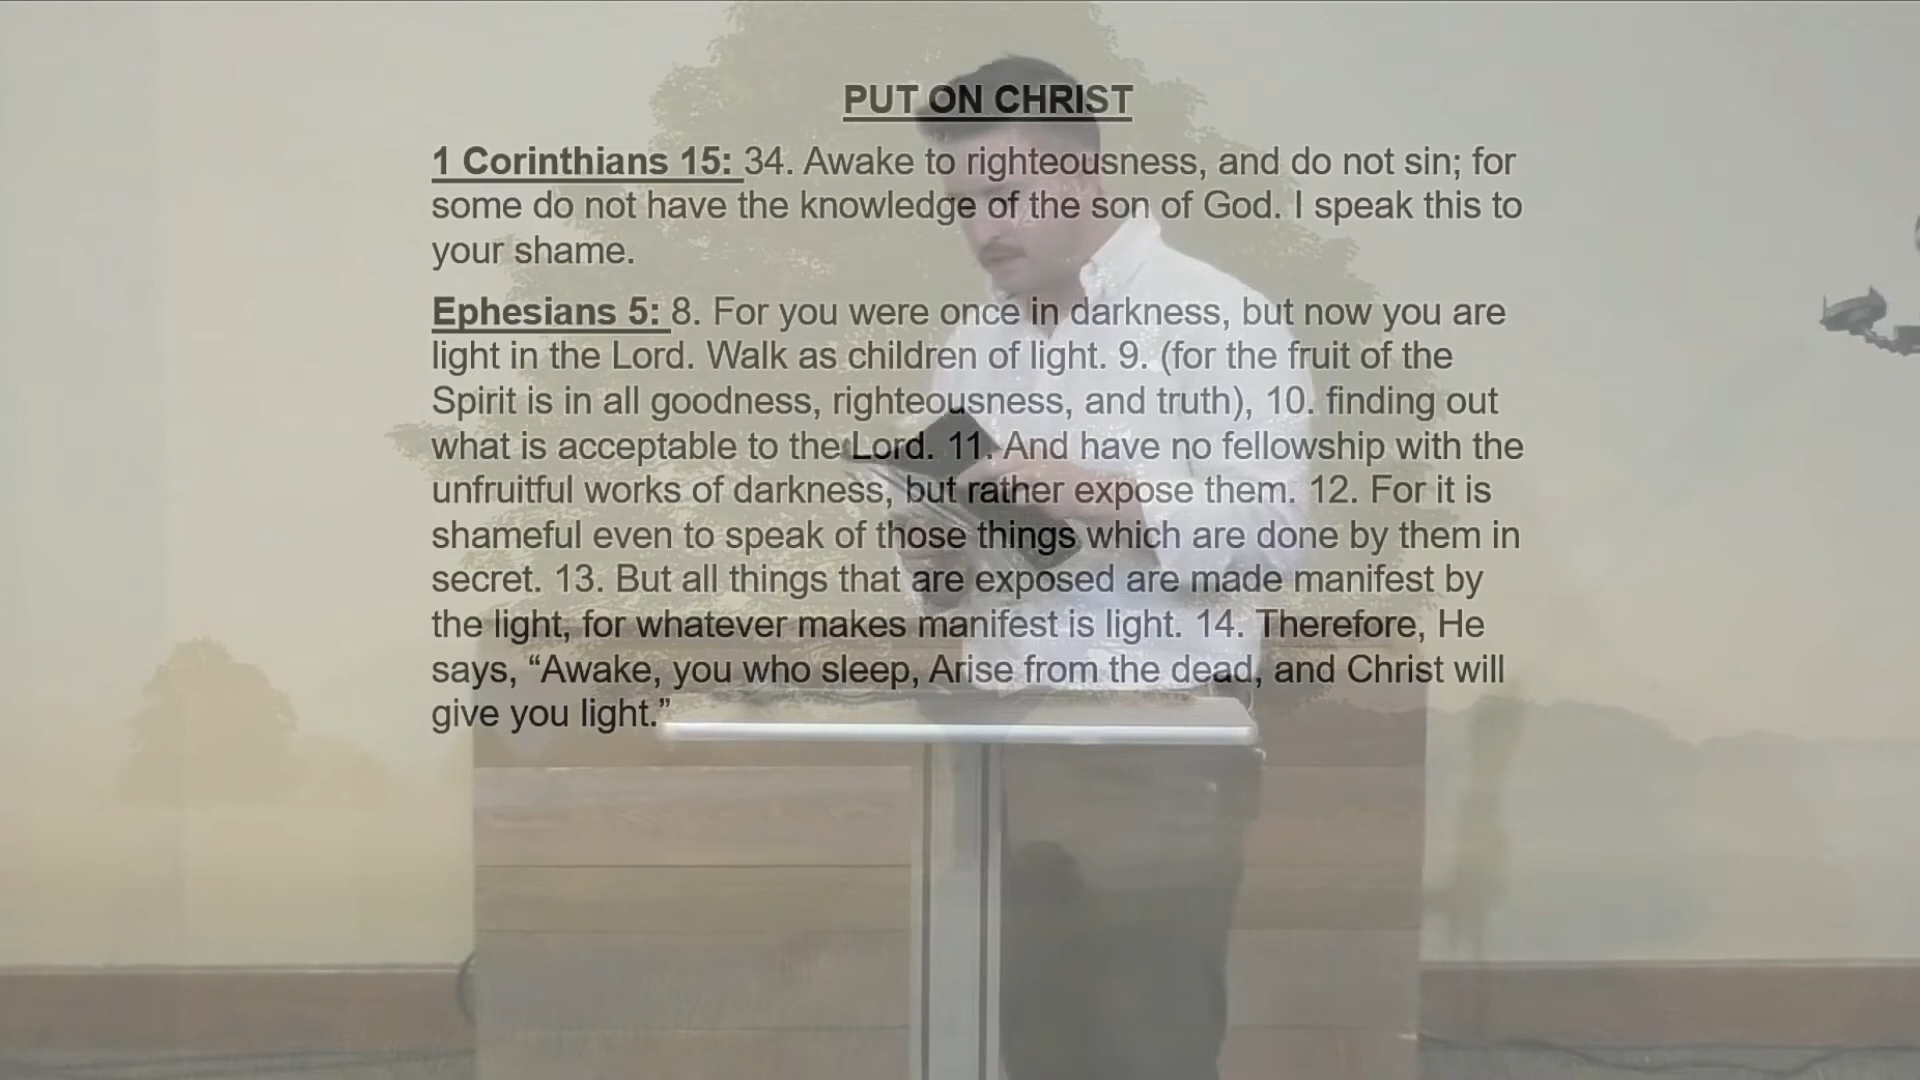 PUT ON CHRIST
1 Corinthians 15: 34. Awake to righteousness, and do not sin; for
some do not have the knowledge of the son of God. I speak this to
your shame.
Ephesians 5: 8. For you were once in darkness, but now you are
light in the Lord. Walk as children of light. 9. (for the fruit of the
Spirit is in all goodness, righteousness, and truth), 10. finding out
what is acceptable to the Lord. 11. And have no fellowship with the
unfruitful works of darkness, but rather expose them. 12. For it is
shameful even to speak of those things which are done by them in
secret. 13. But all things that are exposed are made manifest by
the light, for whatever makes manifest is light. 14. Therefore, He
says, “Awake, you who sleep, Arise from the dead, and Christ will
give you light.”